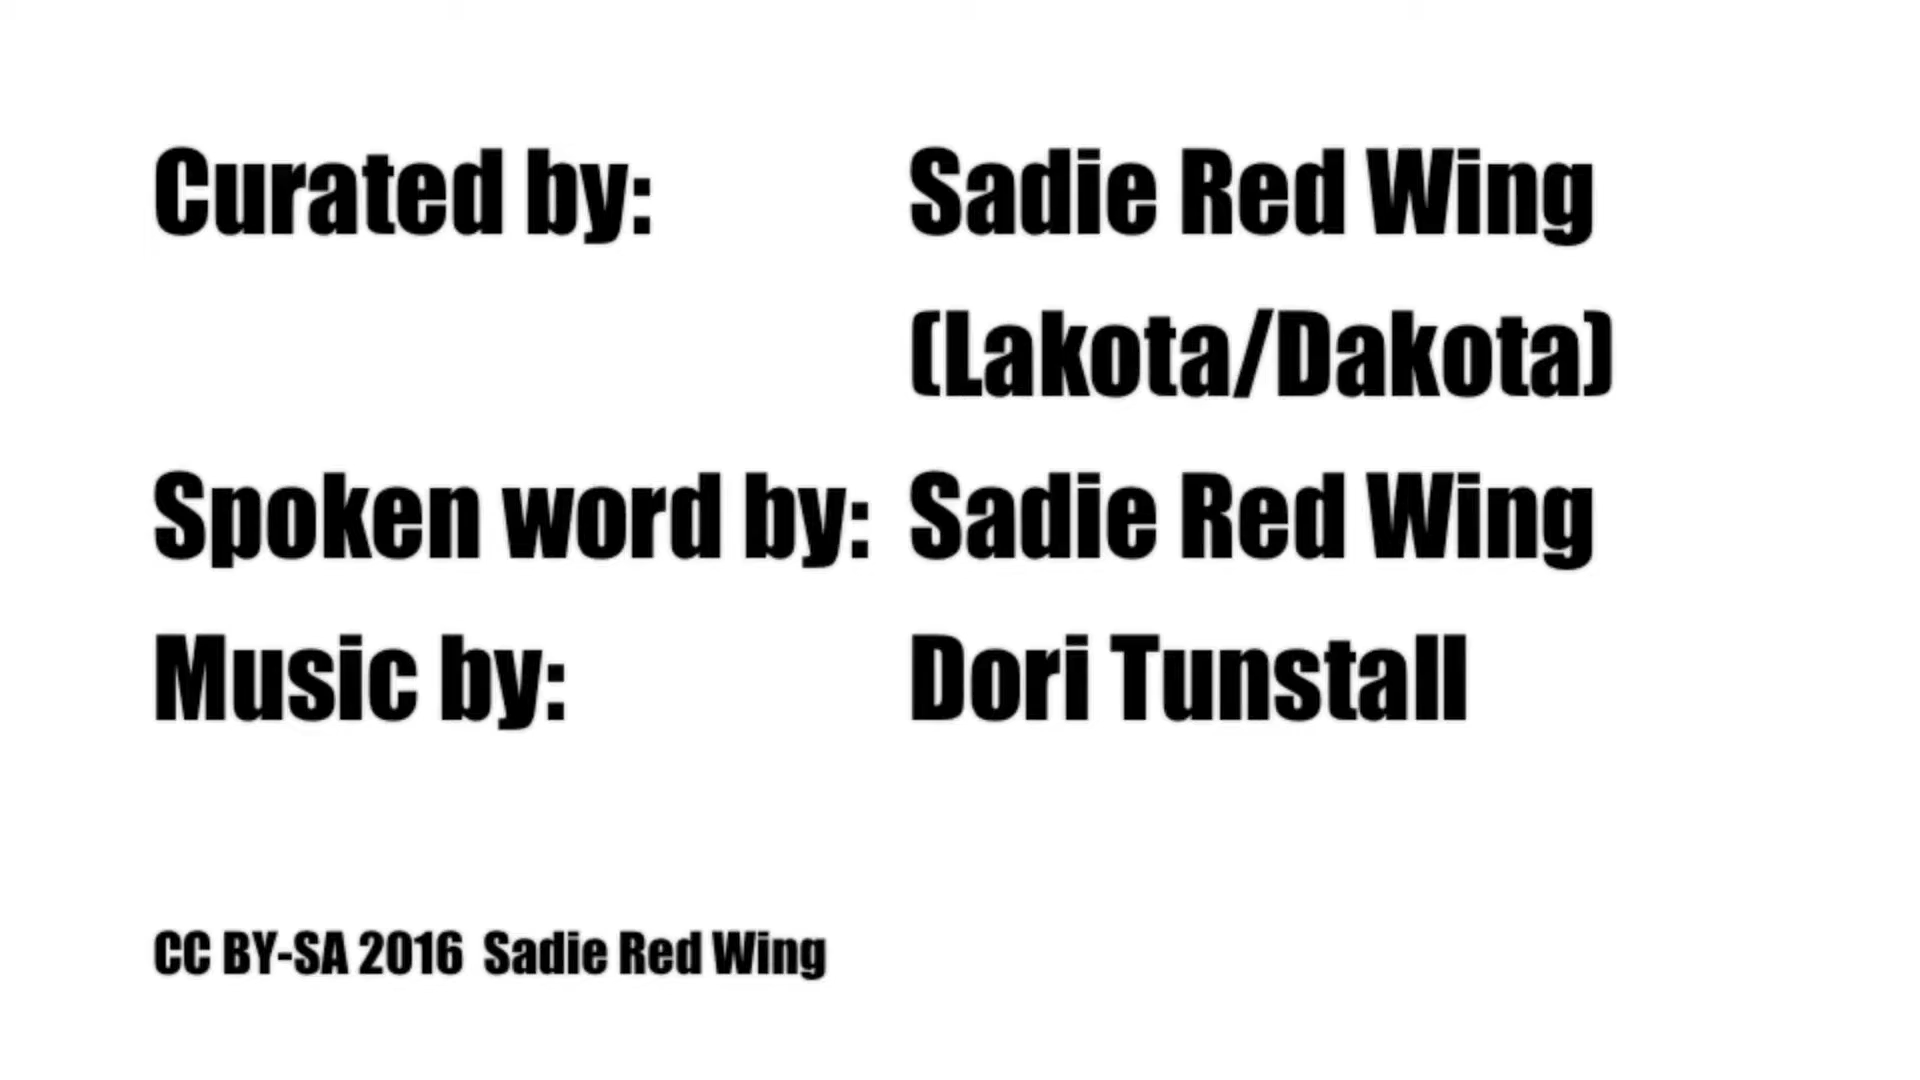 Curated by: Sadie Red Wing
(Lakota/Dakota)
Spoken word by: Sadie Red Wing
Music by: Dori Tunstall
CC BY-SA 2016 Sadie Red Wing